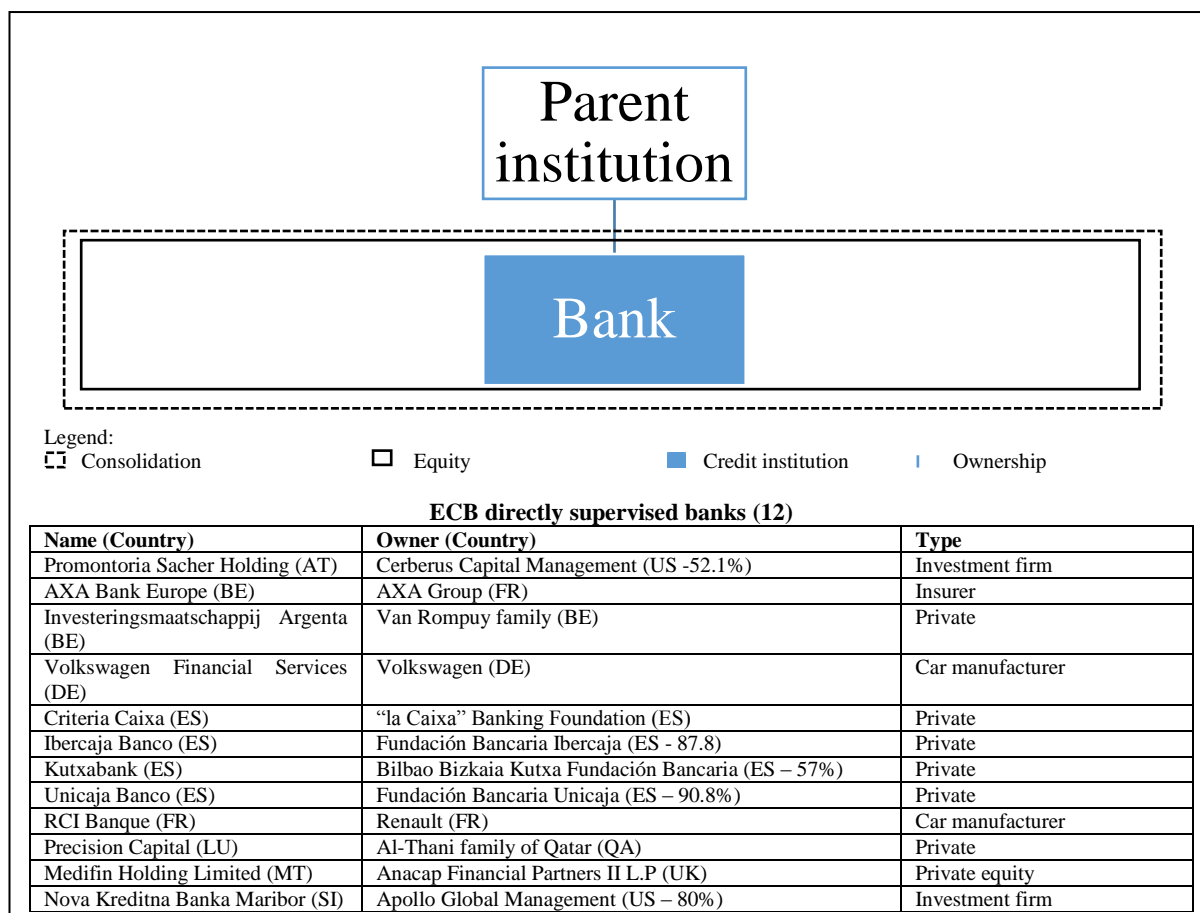 Parent
institution
Bank
Legend:
Consolidation Equity Credit institution Ownership
ECB directly supervised banks (12)
Name (Country) Owner (Country) Type
Promontoria Sacher Holding (AT) Cerberus Capital Management (US -52.1%) Investment firm
AXA Bank Europe (BE) AXA Group (FR) Insurer
Investeringsmaatschappij Argenta (BE) Van Rompuy family (BE) Private
Volkswagen Financial Services (DE) Volkswagen (DE) Car manufacturer
Criteria Caixa (ES) “la Caixa” Banking Foundation (ES) Private
Ibercaja Banco (ES) Fundación Bancaria Ibercaja (ES - 87.8) Private
Kutxabank (ES) Bilbao Bizkaia Kutxa Fundación Bancaria (ES – 57%) Private
Unicaja Banco (ES) Fundación Bancaria Unicaja (ES – 90.8%) Private
RCI Banque (FR) Renault (FR) Car manufacturer
Precision Capital (LU) Al-Thani family of Qatar (QA) Private
Medifin Holding Limited (MT) Anacap Financial Partners II L.P (UK) Private equity
Nova Kreditna Banka Maribor (SI) Apollo Global Management (US – 80%) Investment firm